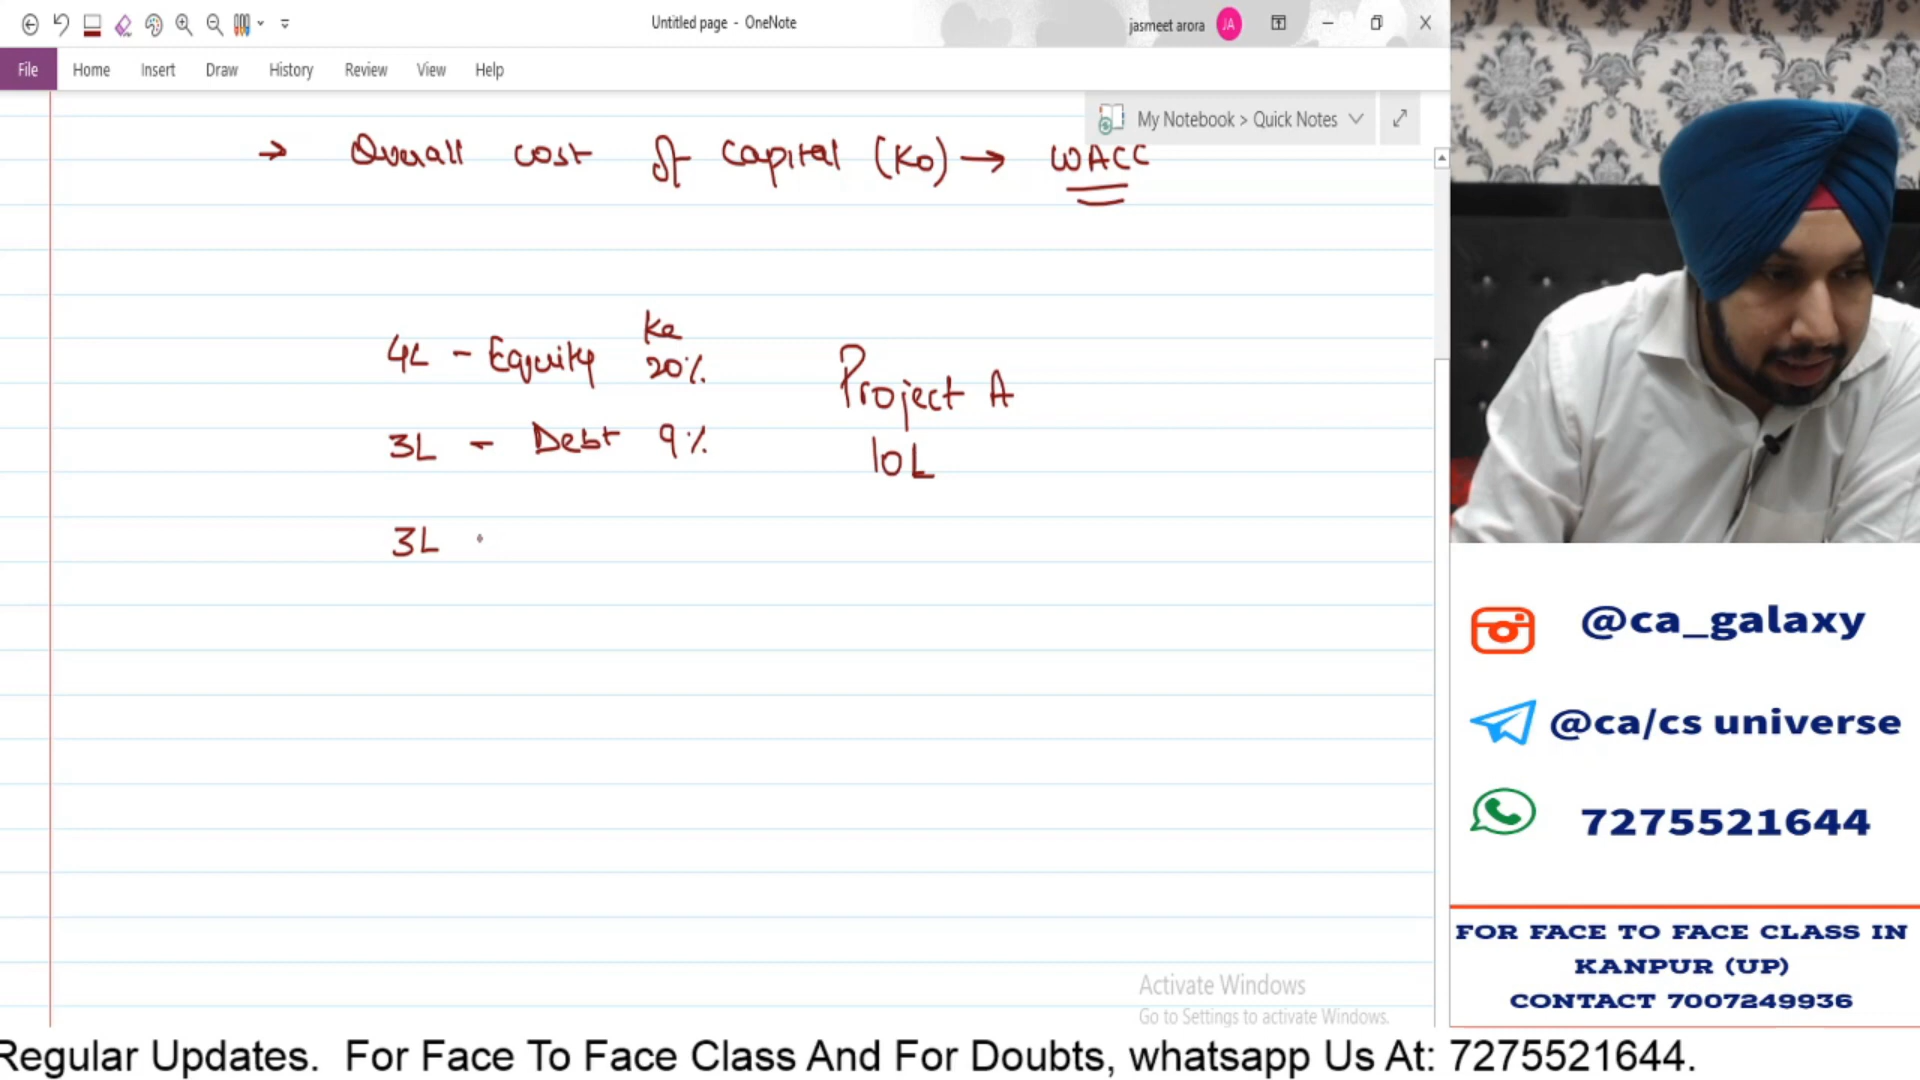 Untitled page - OneNote
jasmeet arora JA
File Home Insert Draw History Review View Help
My Notebook > Quick Notes
→ Overall cost of capital (Ko) → WACC
Ke
4L - Equity 20%
Project A
3L - Debt 9%
10L
3L
@ca_galaxy
@ca/cs universe
7275521644
FOR FACE TO FACE CLASS IN
KANPUR (UP)
CONTACT 7007249936
Activate Windows
Go to Settings to activate Windows.
Regular Updates. For Face To Face Class And For Doubts, whatsapp Us At: 7275521644.